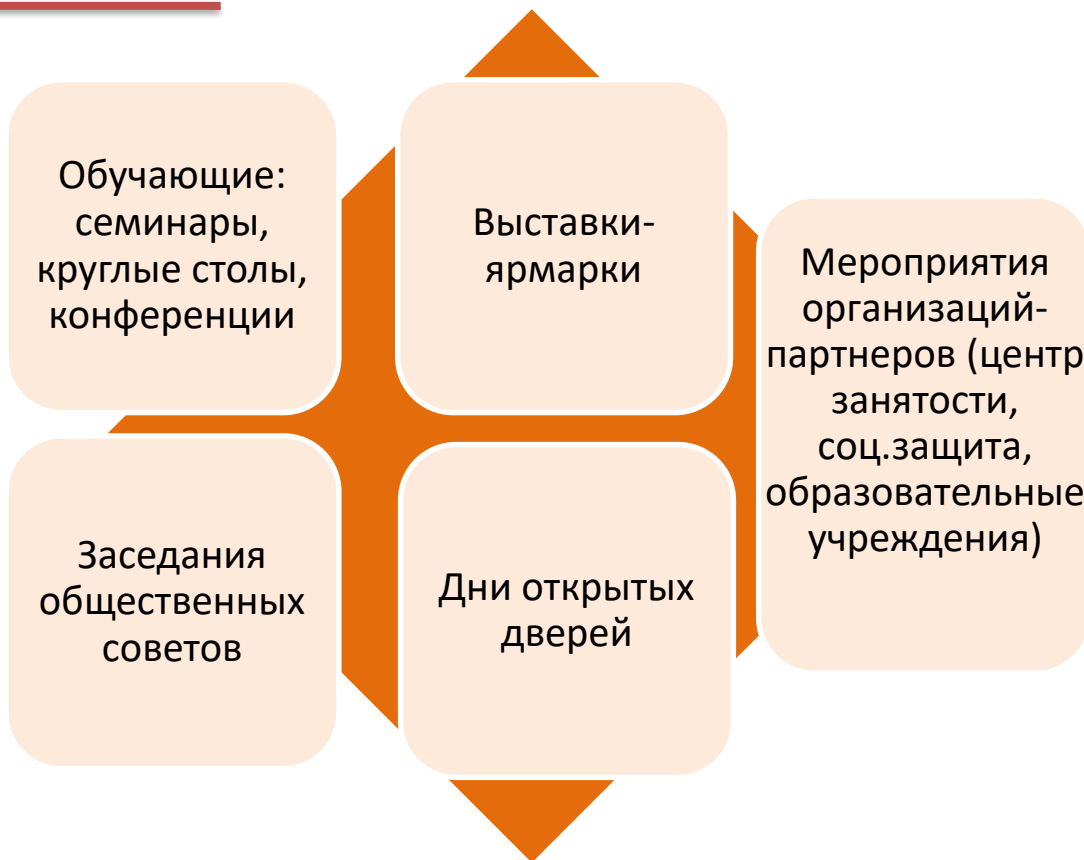 Обучающие:
семинары,
круглые столы,
конференции
Выставки-
ярмарки
Мероприятия
организаций-
партнеров (центр
занятости,
соц.защита,
образовательные
учреждения)
Заседания
общественных
советов
Дни открытых
дверей